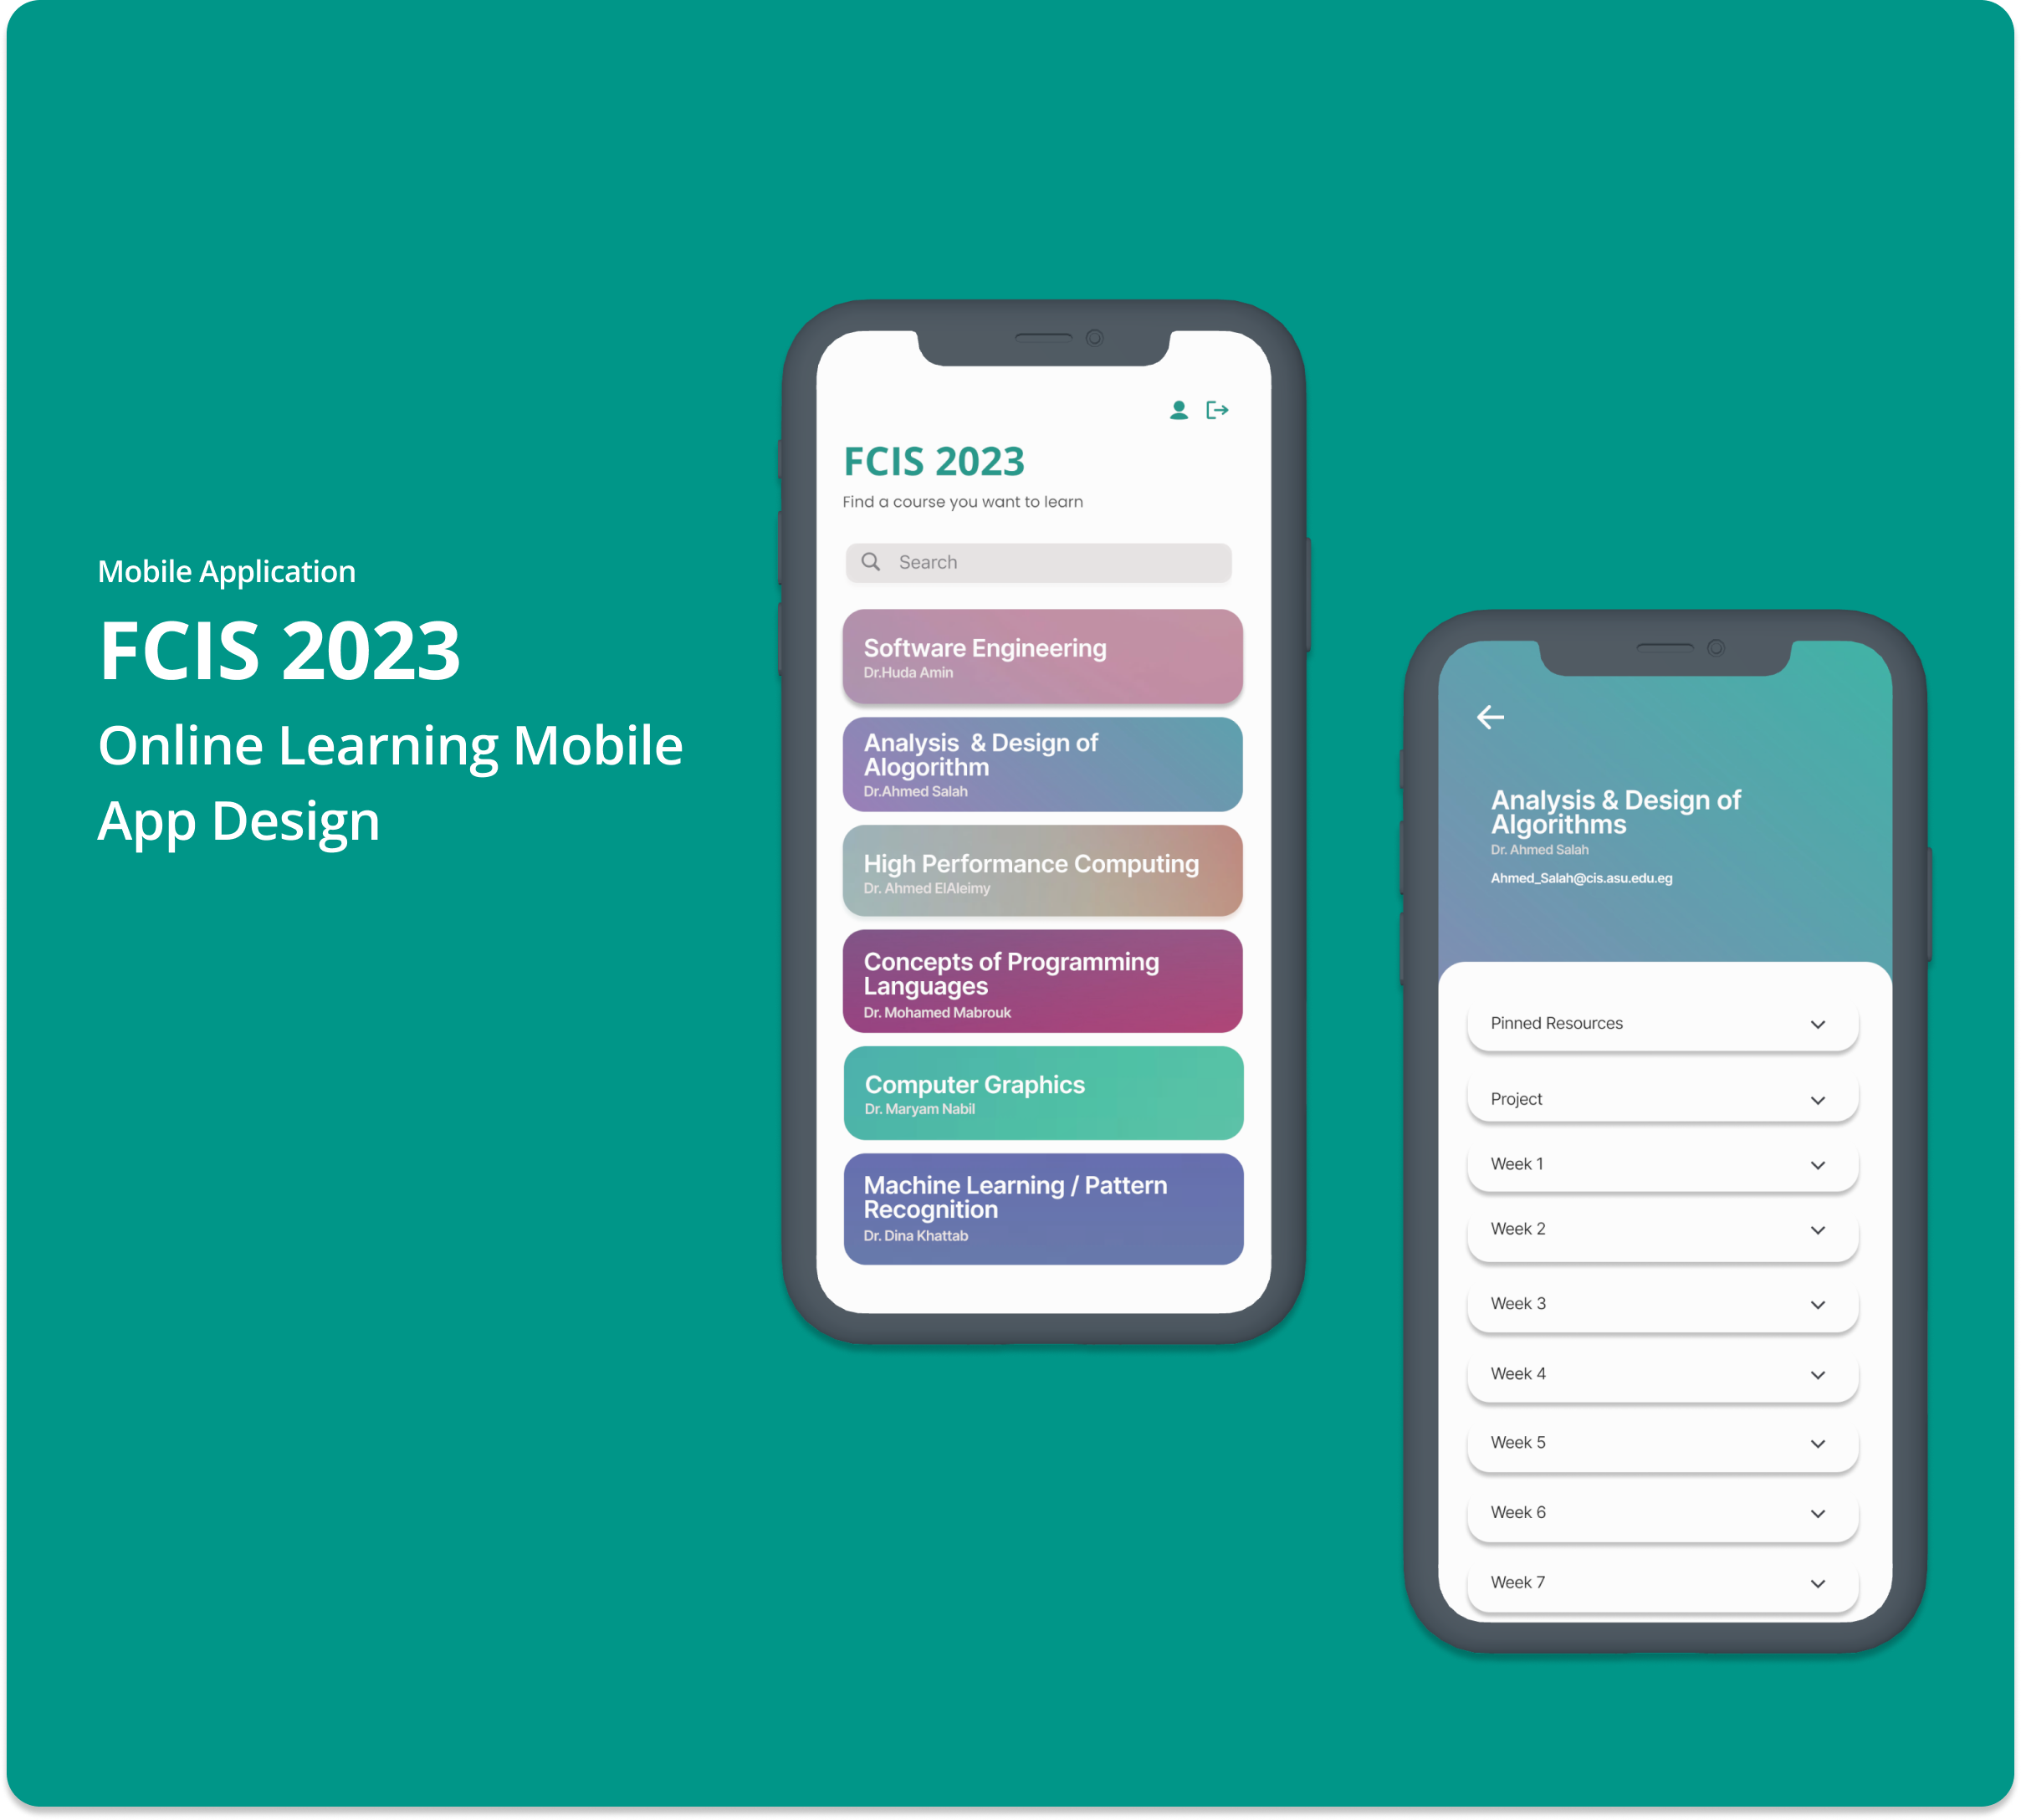 Mobile Application
FCIS 2023
Online Learning Mobile
App Design
FCIS 2023
Find a course you want to learn
Search
Software Engineering
Dr.Huda Amin
Analysis  & Design of
Alogorithm
Dr.Ahmed Salah
High Performance Computing
Dr. Ahmed ElAleimy
Concepts of Programming
Languages
Dr. Mohamed Mabrouk
Computer Graphics
Dr. Maryam Nabil
Machine Learning / Pattern
Recognition
Dr. Dina Khattab
Analysis & Design of
Algorithms
Dr. Ahmed Salah
Ahmed_Salah@cis.asu.edu.eg
Pinned Resources
Project
Week 1
Week 2
Week 3
Week 4
Week 5
Week 6
Week 7